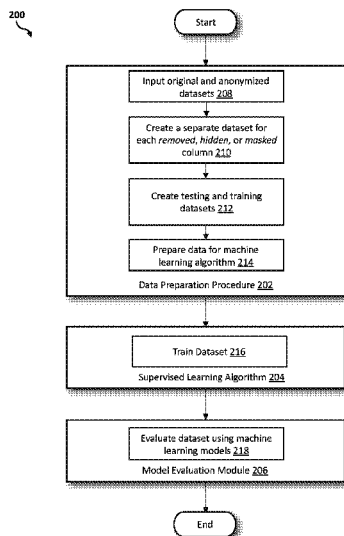 200
Start
Input original and anonymized
datasets 208
Create a separate dataset for
each removed, hidden, or masked
column 210
Create testing and training
datasets 212
Prepare data for machine
learning algorithm 214
Data Preparation Procedure 202
Train Dataset 216
Supervised Learning Algorithm 204
Evaluate dataset using machine
learning models 218
Model Evaluation Module 206
End